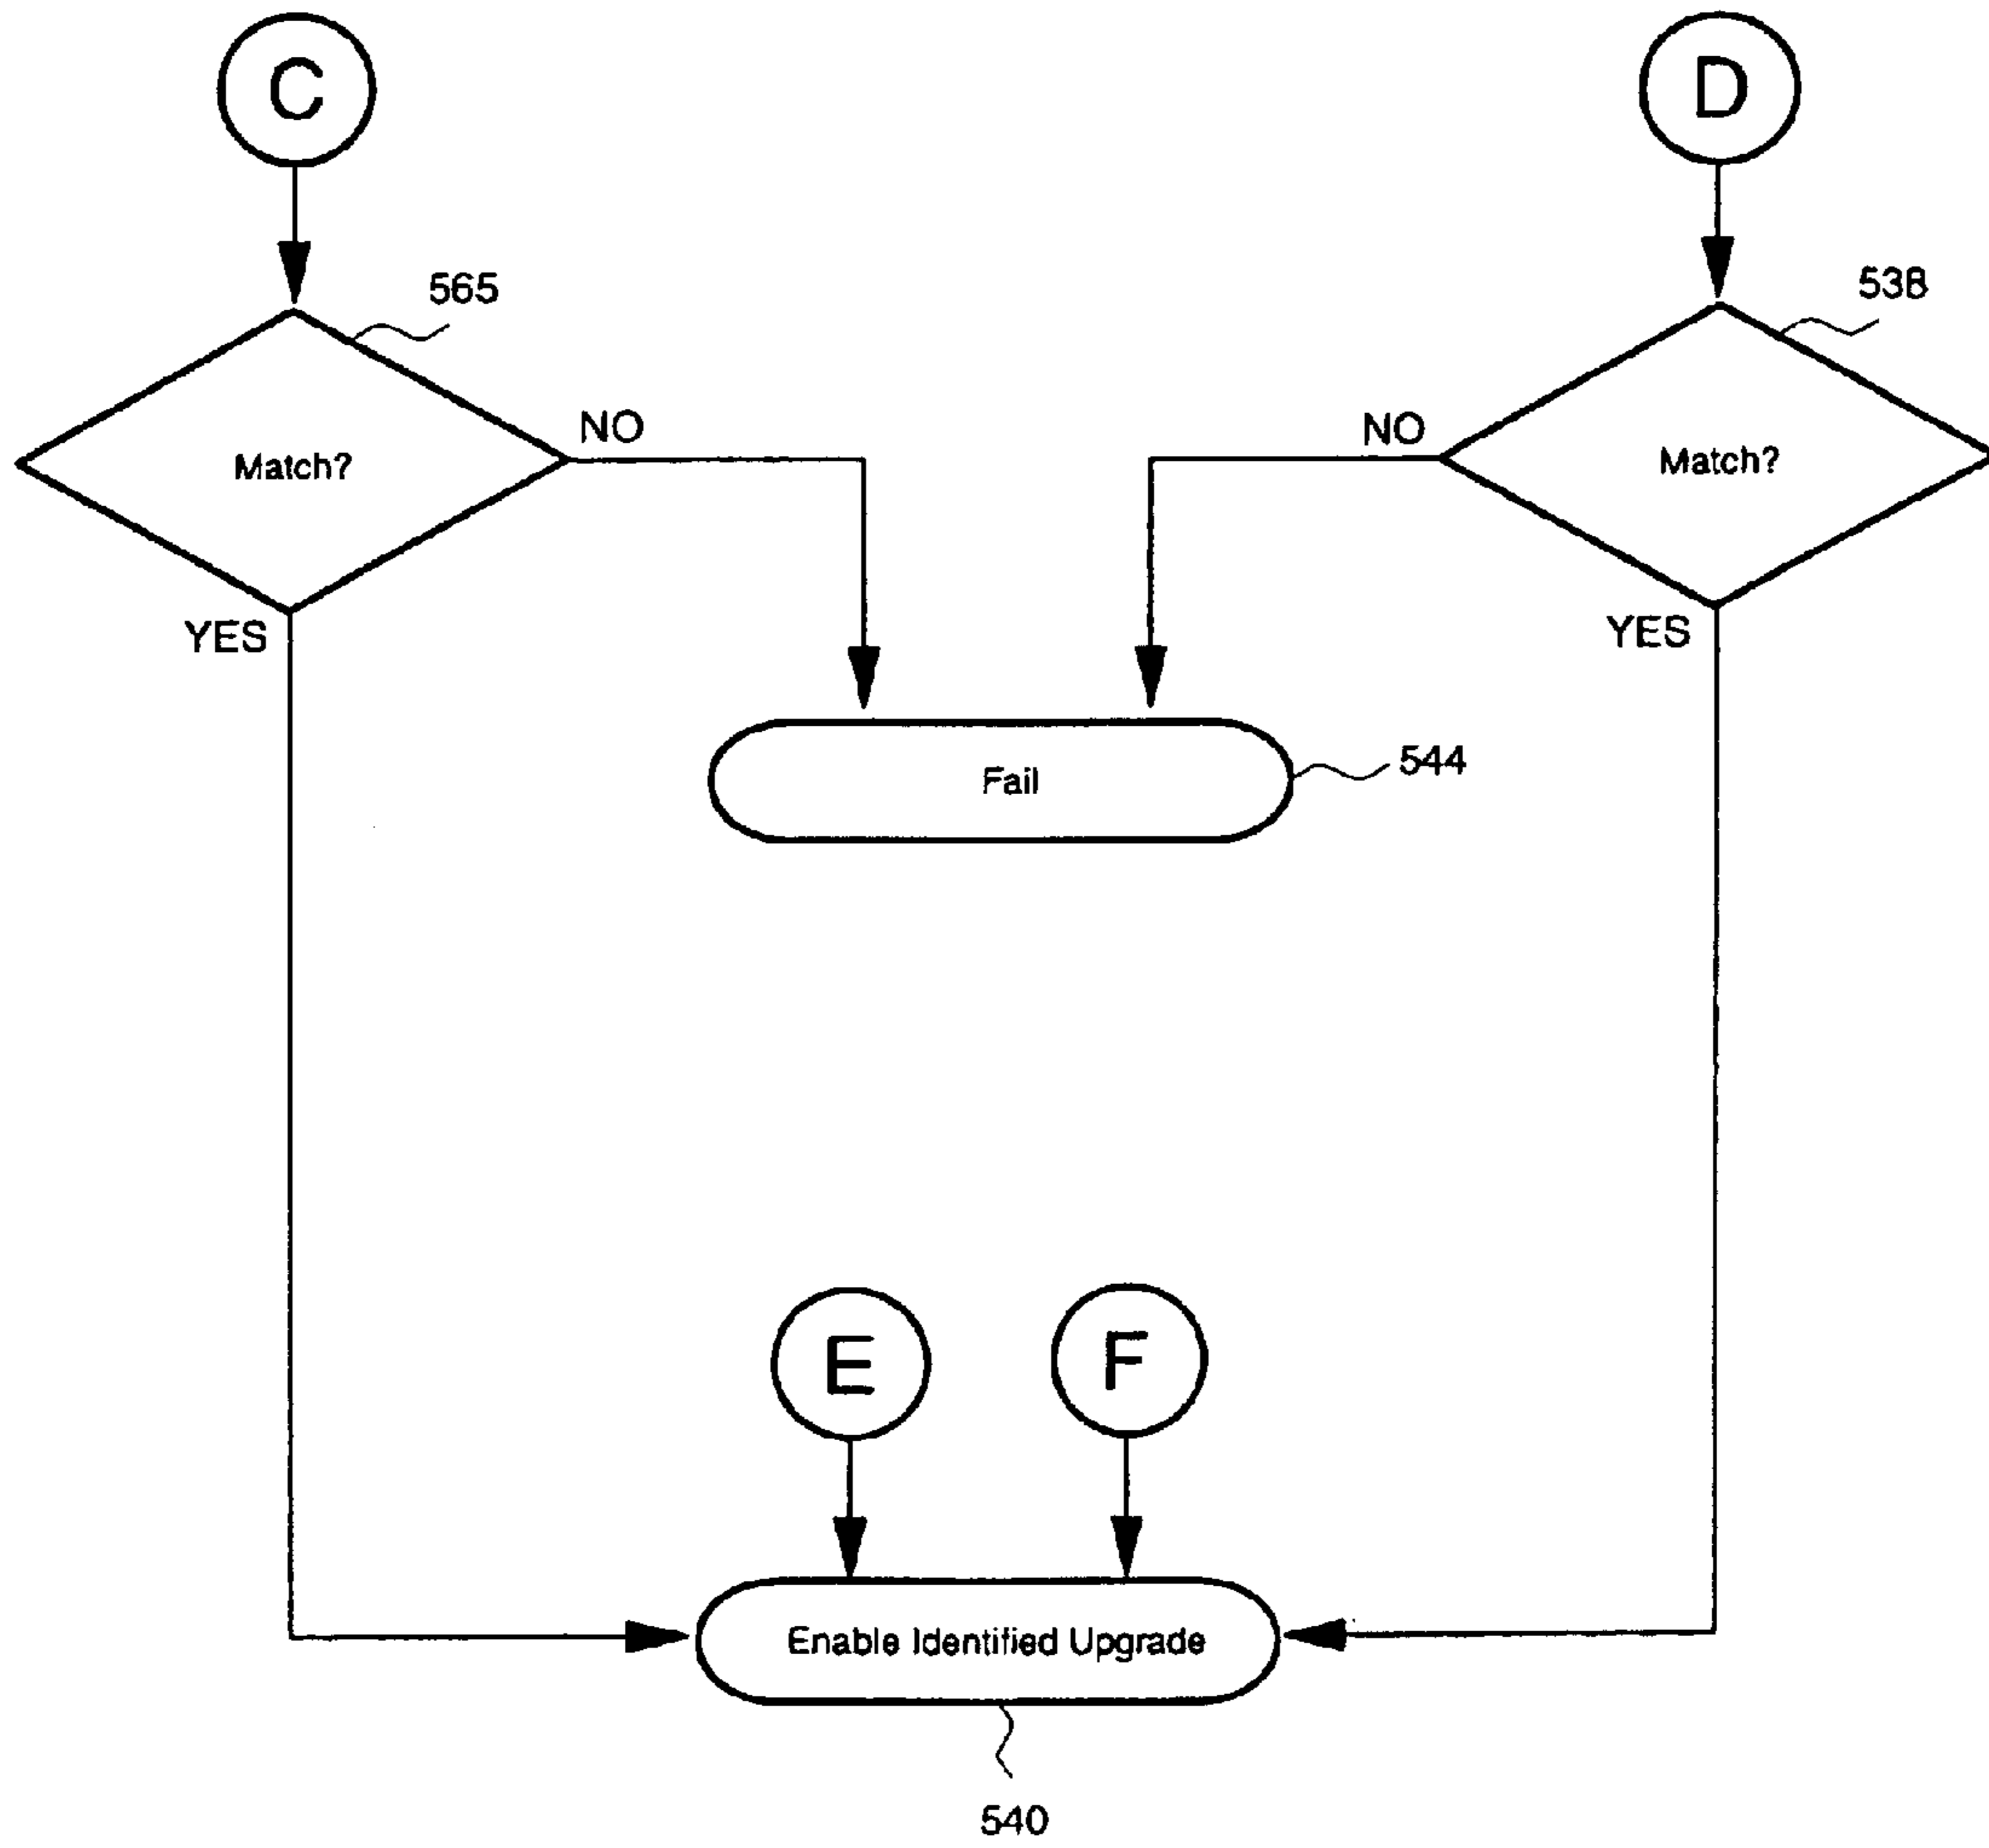 C
D
565
538
NO
NO
Match?
Match?
YES
YES
544
Fail
E
F
Enable Identified Upgrade
540